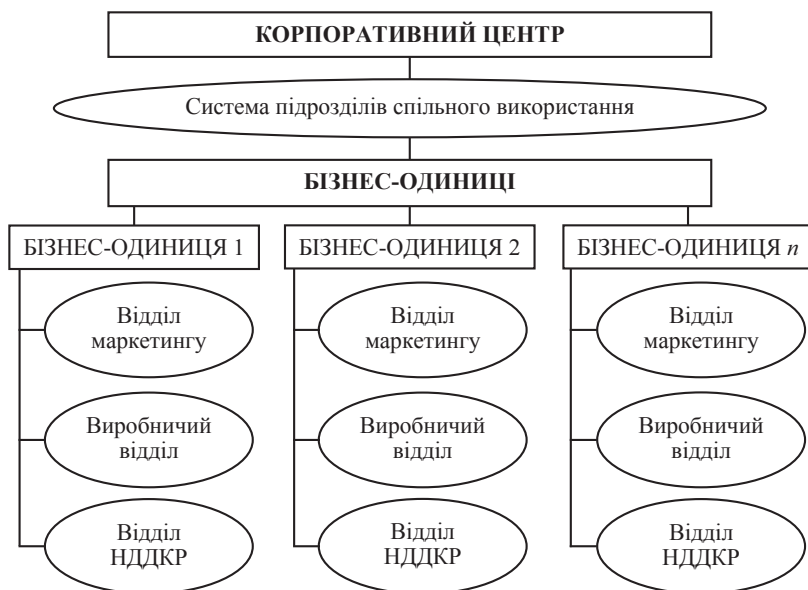 КОРПОРАТИВНИЙ ЦЕНТР
Система підрозділів спільного використання
БІЗНЕС-ОДИНИЦІ
БІЗНЕС-ОДИНИЦЯ 1
БІЗНЕС-ОДИНИЦЯ 2
БІЗНЕС-ОДИНИЦЯ n
Відділ
маркетингу
Відділ
маркетингу
Відділ
маркетингу
Виробничий
відділ
Виробничий
відділ
Виробничий
відділ
Відділ
НДДКР
Відділ
НДДКР
Відділ
НДДКР